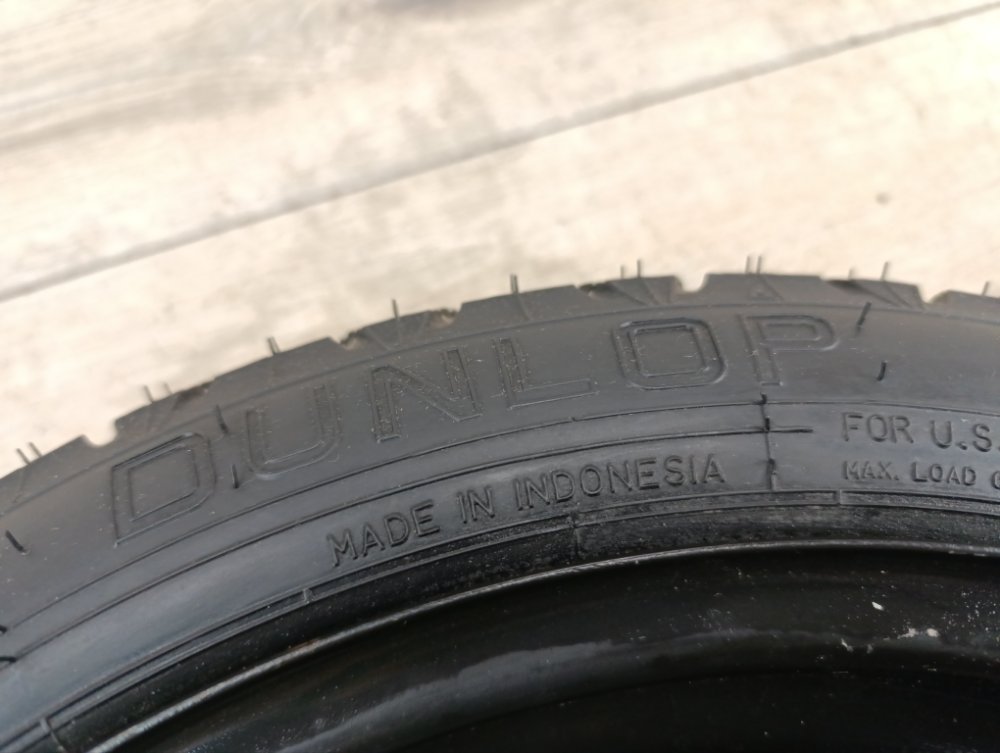 DUNLOP
MADE IN INDONESIA
FOR U.S.
MAX. LOAD